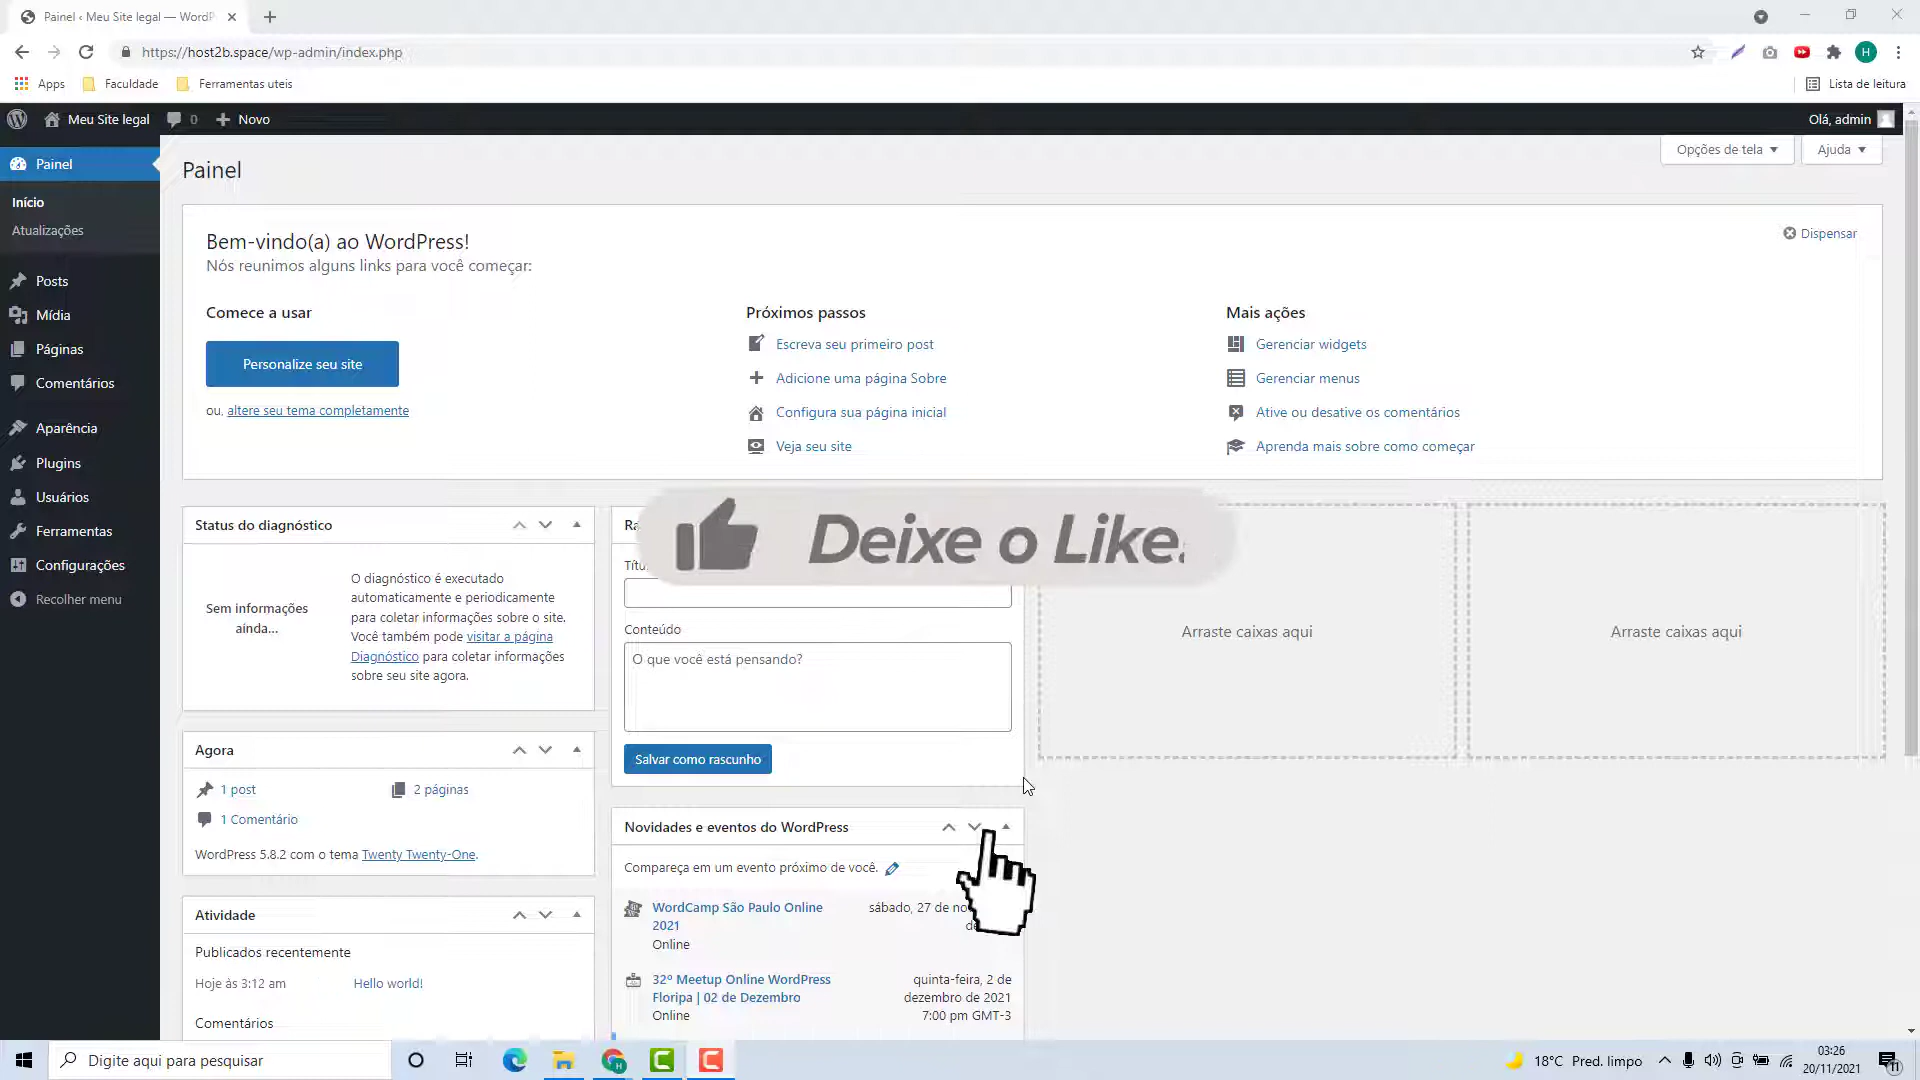 Painel ‹ Meu Site legal — WordP
https://host2b.space/wp-admin/index.php
H
Apps
Faculdade
Ferramentas uteis
Lista de leitura
Meu Site legal
0
Novo
Olá, admin
Painel
Início
Atualizações
Posts
Mídia
Páginas
Comentários
Aparência
Plugins
Usuários
Ferramentas
Configurações
Recolher menu
Painel
Opções de tela
Ajuda
Bem-vindo(a) ao WordPress!
Nós reunimos alguns links para você começar:
Dispensar
Comece a usar
Personalize seu site
ou, altere seu tema completamente
Próximos passos
Escreva seu primeiro post
Adicione uma página Sobre
Configura sua página inicial
Veja seu site
Mais ações
Gerenciar widgets
Gerenciar menus
Ative ou desative os comentários
Aprenda mais sobre como começar
Status do diagnóstico
Sem informações
ainda...
O diagnóstico é executado
automaticamente e periodicamente
para coletar informações sobre o site.
Você também pode visitar a página
Diagnóstico para coletar informações
sobre seu site agora.
Agora
1 post
2 páginas
1 Comentário
WordPress 5.8.2 com o tema Twenty Twenty-One.
Atividade
Publicados recentemente
Hoje às 3:12 am
Hello world!
Comentários
Deixe o Like.
Conteúdo
O que você está pensando?
Salvar como rascunho
Novidades e eventos do WordPress
Compareça em um evento próximo de você.
WordCamp São Paulo Online
2021
Online
sábado, 27 de
32º Meetup Online WordPress
Floripa | 02 de Dezembro
Online
quinta-feira, 2 de
dezembro de 2021
7:00 pm GMT-3
Arraste caixas aqui
Arraste caixas aqui
Digite aqui para pesquisar
18°C Pred. limpo
03:26
20/11/2021
11